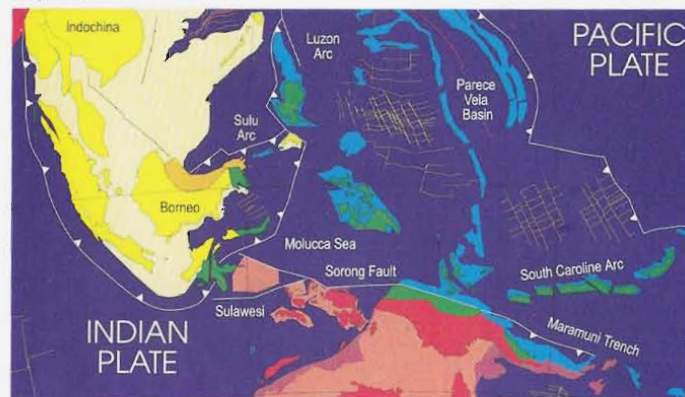 Indochina
Luzon
Arc
PACIFIC
PLATE
Parece
Vela
Basin
Sulu
Arc
Borneo
Molucca Sea
Sorong Fault
South Caroline Arc
Sulawesi
INDIAN
PLATE
Maramuni Trench